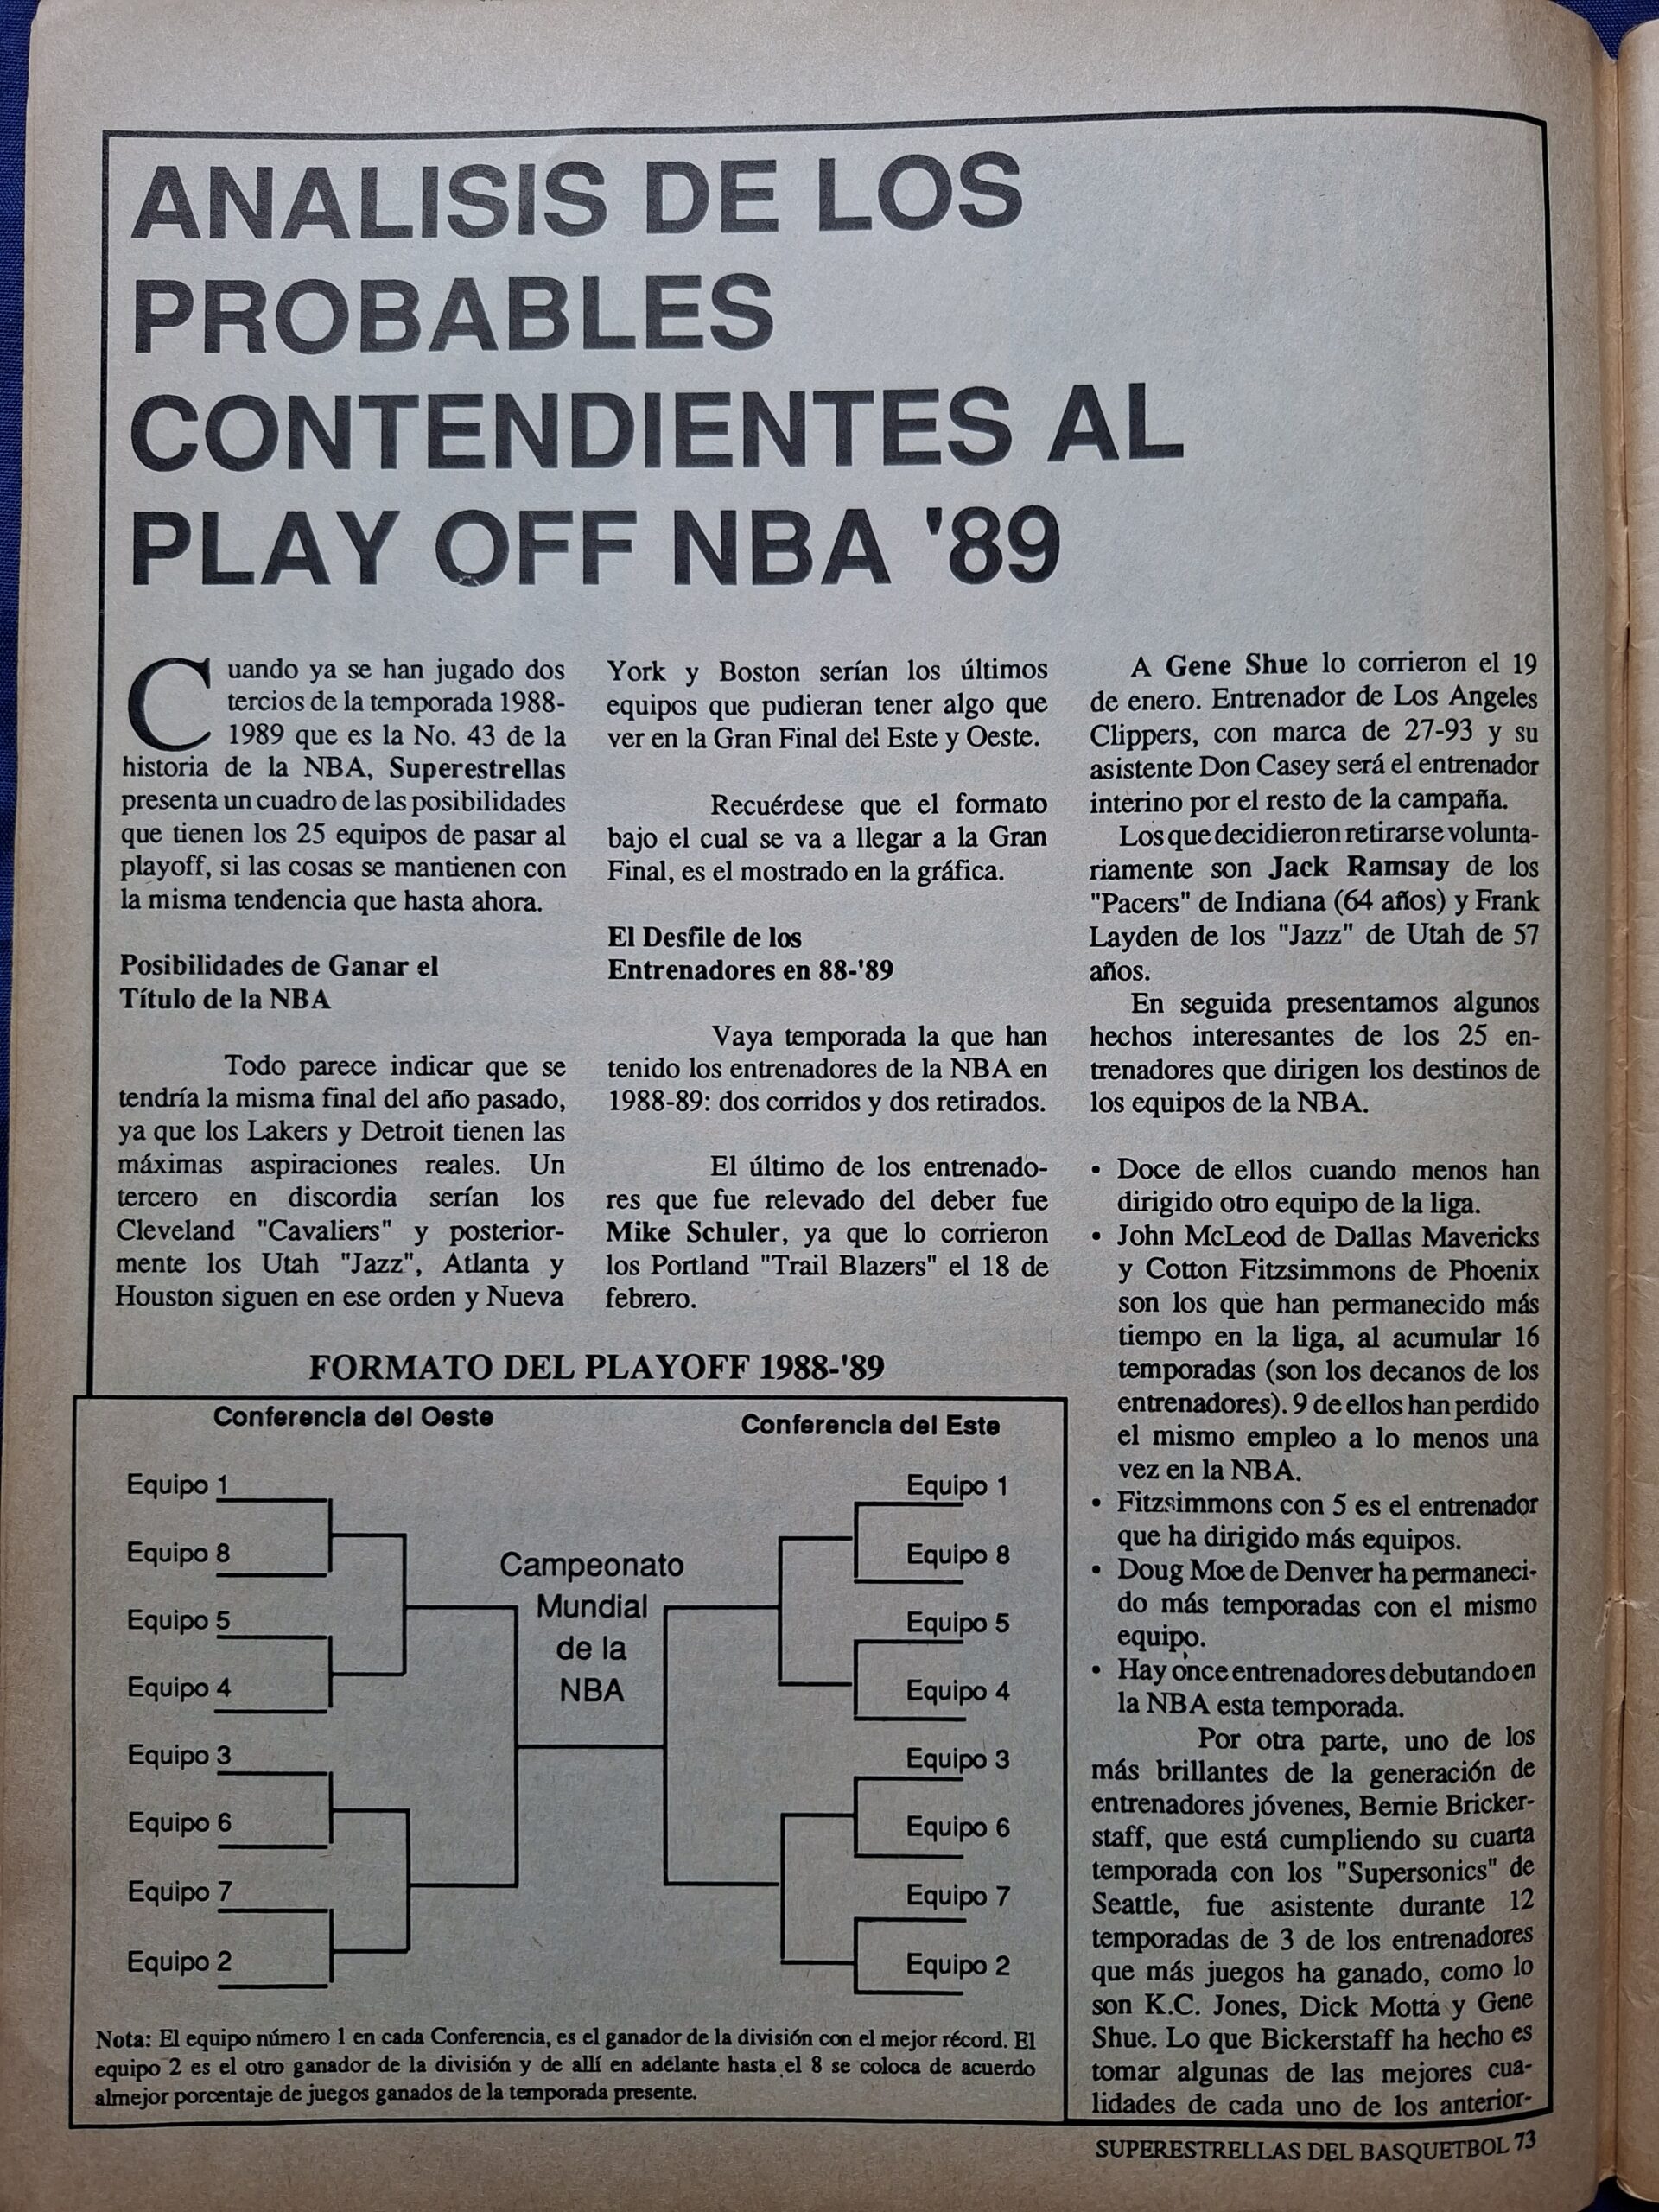 ANALISIS DE LOS
PROBABLES
CONTENDIENTES AL
PLAY OFF NBA '89
Cuando ya se han jugado dos
tercios de la temporada 1988-
1989 que es la No. 43 de la
historia de la NBA, Superestrellas
presenta un cuadro de las posibilidades
que tienen los 25 equipos de pasar al
playoff, si las cosas se mantienen con
la misma tendencia que hasta ahora.
Posibilidades de Ganar el
Título de la NBA
Todo parece indicar que se
tendría la misma final del año pasado,
ya que los Lakers y Detroit tienen las
máximas aspiraciones reales. Un
tercero en discordia serían los
Cleveland "Cavaliers" y posterior-
mente los Utah "Jazz", Atlanta y
Houston siguen en ese orden y Nueva
York y Boston serían los últimos
equipos que pudieran tener algo que
ver en la Gran Final del Este y Oeste.
Recuérdese que el formato
bajo el cual se va a llegar a la Gran
Final, es el mostrado en la gráfica.
El Desfile de los
Entrenadores en 88-'89
Vaya temporada la que han
tenido los entrenadores de la NBA en
1988-89: dos corridos y dos retirados.
El último de los entrenado-
res que fue relevado del deber fue
Mike Schuler, ya que lo corrieron
los Portland "Trail Blazers" el 18 de
febrero.
A Gene Shue lo corrieron el 19
de enero. Entrenador de Los Angeles
Clippers, con marca de 27-93 y su
asistente Don Casey será el entrenador
interino por el resto de la campaña.
Los que decidieron retirarse volunta-
riamente son Jack Ramsay de los
"Pacers" de Indiana (64 años) y Frank
Layden de los "Jazz" de Utah de 57
años.
En seguida presentamos algunos
hechos interesantes de los 25 en-
trenadores que dirigen los destinos de
los equipos de la NBA.
• Doce de ellos cuando menos han
dirigido otro equipo de la liga.
• John McLeod de Dallas Mavericks
y Cotton Fitzsimmons de Phoenix
son los que han permanecido más
tiempo en la liga, al acumular 16
temporadas (son los decanos de los
entrenadores). 9 de ellos han perdido
el mismo empleo a lo menos una
vez en la NBA.
• Fitzsimmons con 5 es el entrenador
que ha dirigido más equipos.
• Doug Moe de Denver ha permaneci-
do más temporadas con el mismo
equipo.
• Hay once entrenadores debutando en
la NBA esta temporada.
Por otra parte, uno de los
más brillantes de la generación de
entrenadores jóvenes, Bernie Bricker-
staff, que está cumpliendo su cuarta
temporada con los "Supersonics" de
Seattle, fue asistente durante 12
temporadas de 3 de los entrenadores
que más juegos ha ganado, como lo
son K.C. Jones, Dick Motta y Gene
Shue. Lo que Bickerstaff ha hecho es
tomar algunas de las mejores cua-
lidades de cada uno de los anterior-
FORMATO DEL PLAYOFF 1988-'89
Conferencia del Oeste
Equipo 1
Equipo 8
Equipo 5
Equipo 4
Equipo 3
Equipo 6
Equipo 7
Equipo 2
Campeonato
Mundial
de la
NBA
Conferencia del Este
Equipo 1
Equipo 8
Equipo 5
Equipo 4
Equipo 3
Equipo 6
Equipo 7
Equipo 2
Nota: El equipo número 1 en cada Conferencia, es el ganador de la división con el mejor récord. El
equipo 2 es el otro ganador de la división y de allí en adelante hasta el 8 se coloca de acuerdo
almejor porcentaje de juegos ganados de la temporada presente.
SUPERESTRELLAS DEL BASQUETBOL 73